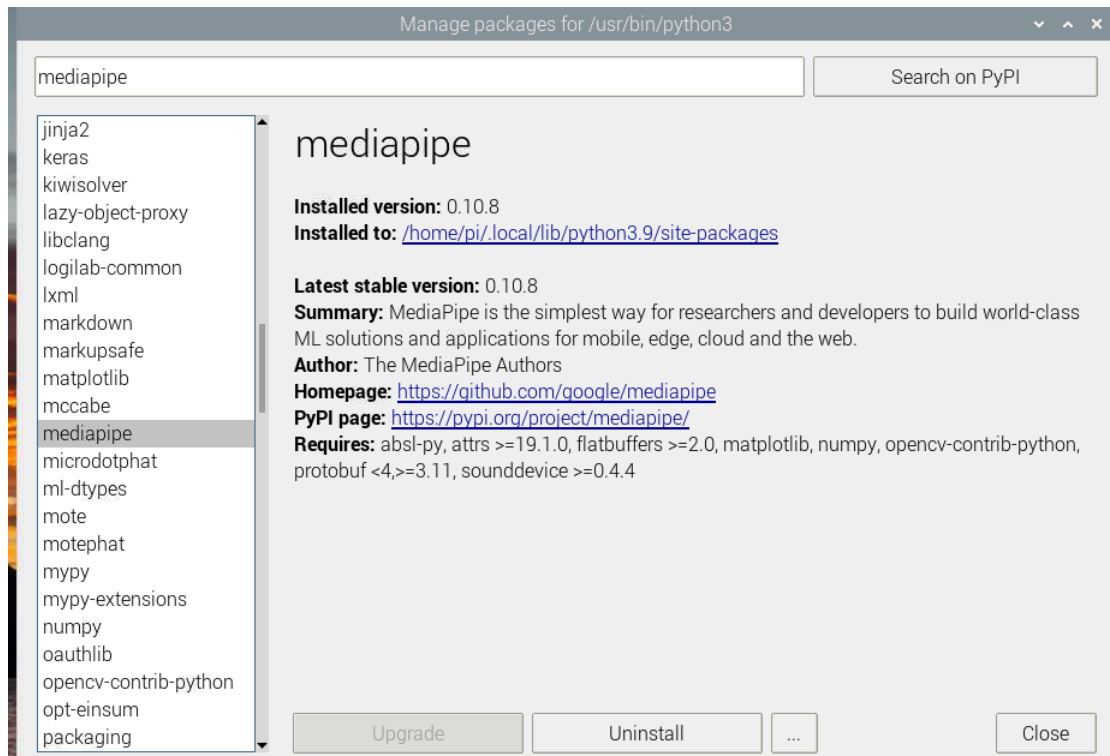 Manage packages for /usr/bin/python3
mediapipe
Search on PyPI
jinja2
keras
kiwisolver
lazy-object-proxy
libclang
logilab-common
lxml
markdown
markupsafe
matplotlib
mccabe
mediapipe
microdotphat
ml-dtypes
mote
motephat
mypy
mypy-extensions
numpy
oauthlib
opencv-contrib-python
opt-einsum
packaging
mediapipe
Installed version: 0.10.8
Installed to: /home/pi/.local/lib/python3.9/site-packages
Latest stable version: 0.10.8
Summary: MediaPipe is the simplest way for researchers and developers to build world-class
ML solutions and applications for mobile, edge, cloud and the web.
Author: The MediaPipe Authors
Homepage: https://github.com/google/mediapipe
PyPI page: https://pypi.org/project/mediapipe/
Requires: absl-py, attrs >=19.1.0, flatbuffers >=2.0, matplotlib, numpy, opencv-contrib-python,
protobuf <4,>=3.11, sounddevice >=0.4.4
Upgrade
Uninstall
...
Close